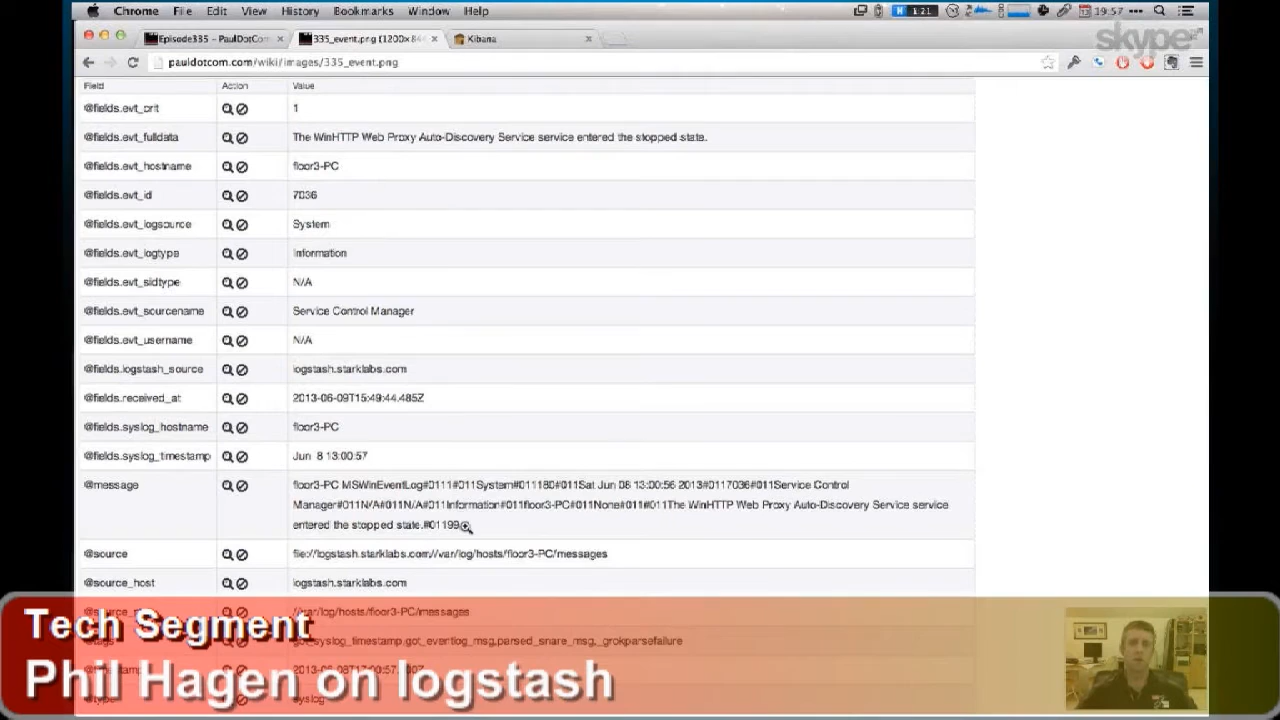 Chrome File Edit View History Bookmarks Window Help 1:21 19:57
Episode335 – PaulDotCom 335_event.png (1200×84 Kibana
skype
pauldotcom.com/wiki/images/335_event.png
Field Action Value
@fields.evt_crit 1
@fields.evt_fulldata The WinHTTP Web Proxy Auto-Discovery Service service entered the stopped state.
@fields.evt_hostname floor3-PC
@fields.evt_id 7036
@fields.evt_logsource System
@fields.evt_logtype Information
@fields.evt_sidtype N/A
@fields.evt_sourcename Service Control Manager
@fields.evt_username N/A
@fields.logstash_source logstash.starklabs.com
@fields.received_at 2013-06-09T15:49:44.485Z
@fields.syslog_hostname floor3-PC
@fields.syslog_timestamp Jun 8 13:00:57
@message floor3-PC MSWinEventLog#0111#011System#011180#011Sat Jun 08 13:00:56 2013#0117036#011Service Control
Manager#011N/A#011N/A#011Information#011floor3-PC#011None#011#011The WinHTTP Web Proxy Auto-Discovery Service service
entered the stopped state.#01199
@source file://logstash.starklabs.com//var/log/hosts/floor3-PC/messages
@source_host logstash.starklabs.com
//var/log/hosts/floor3-PC/messages
Tech Segment
got_syslog_timestamp,got_eventlog_msg,parsed_snare_msg,_grokparsefailure
Phil Hagen on logstash
syslog